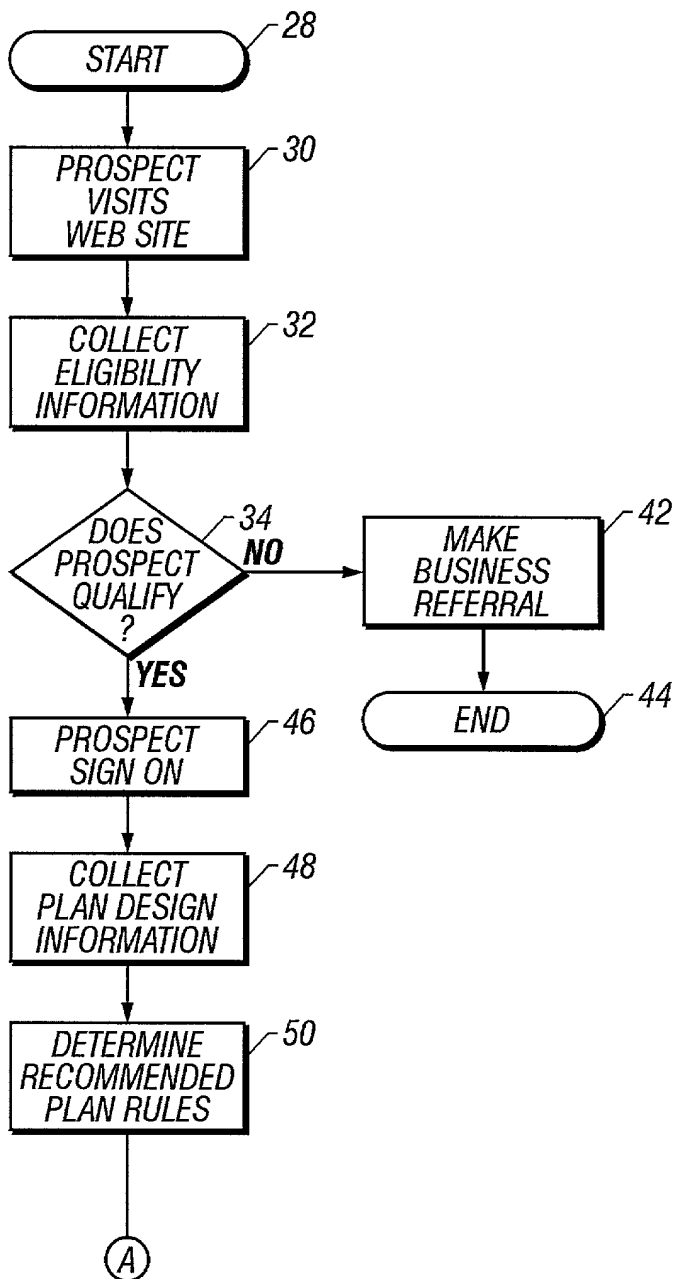 START
28
PROSPECT
VISITS
WEB SITE
30
COLLECT
ELIGIBILITY
INFORMATION
32
DOES
PROSPECT
QUALIFY
?
34
NO
YES
MAKE
BUSINESS
REFERRAL
42
END
44
PROSPECT
SIGN ON
46
COLLECT
PLAN DESIGN
INFORMATION
48
DETERMINE
RECOMMENDED
PLAN RULES
50
A